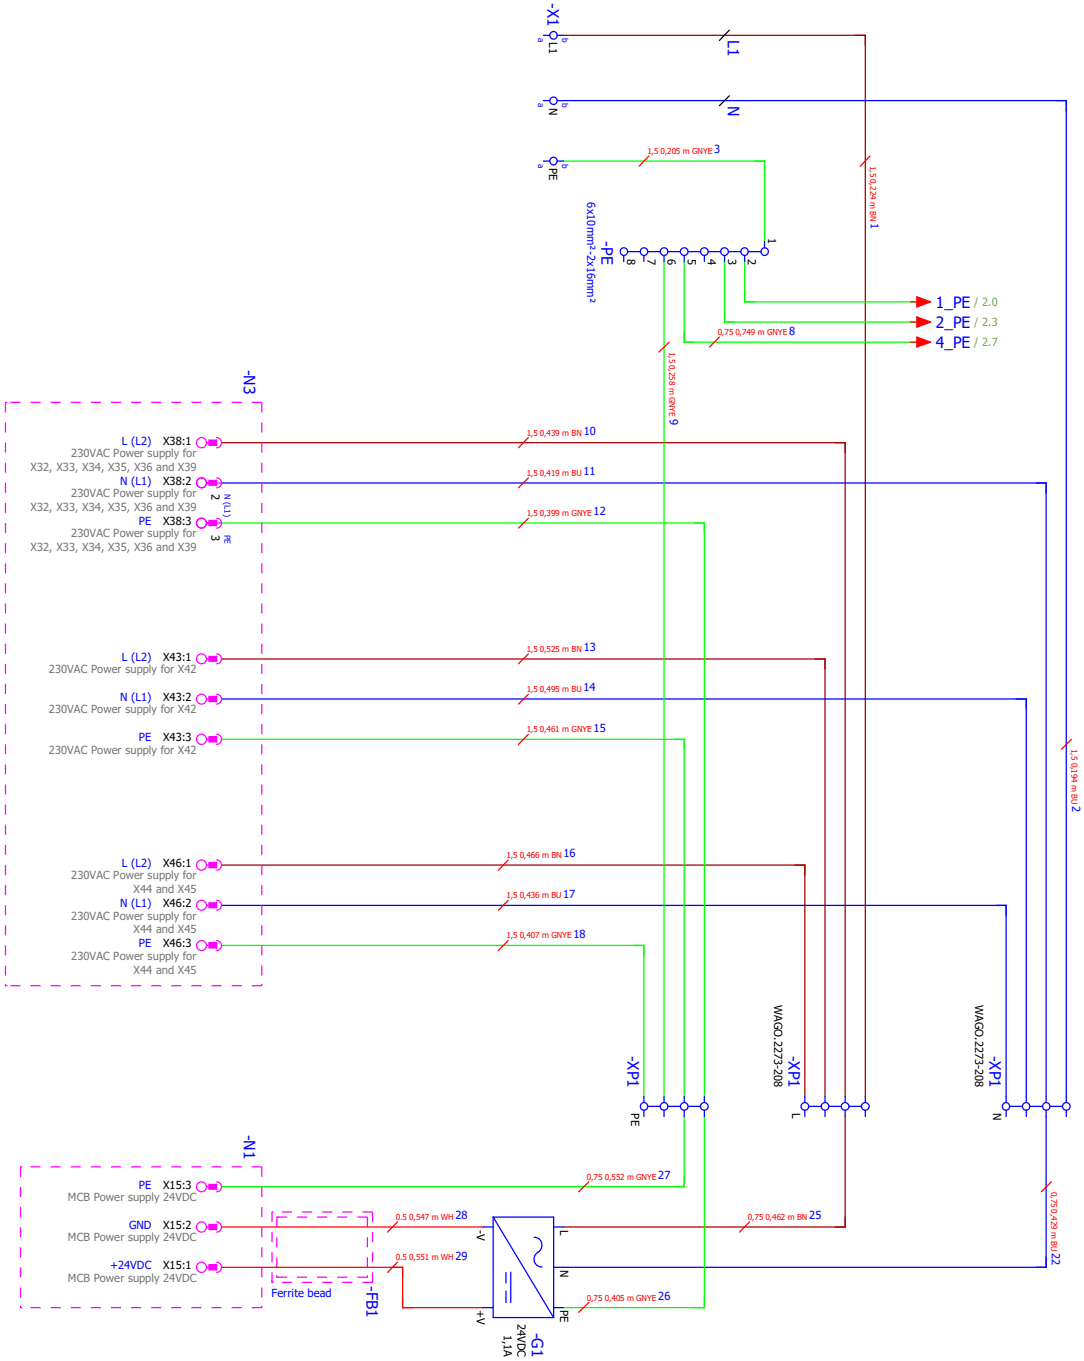 -X1
b
a
L1
L1
b
a
N
N
b
a
PE
1,5 0,205 m GNYE 3
1,5 0,224 m BN 1
-PE
6x10mm²-2x16mm²
1
2
3
4
5
6
7
8
1_PE / 2.0
2_PE / 2.3
4_PE / 2.7
0,75 0,749 m GNYE 8
1,5 0,258 m GNYE 9
-N3
L (L2) X38:1
230VAC Power supply for
X32, X33, X34, X35, X36 and X39
N (L1) X38:2
230VAC Power supply for
X32, X33, X34, X35, X36 and X39
PE X38:3
230VAC Power supply for
X32, X33, X34, X35, X36 and X39
2
N (L1)
3
PE
1,5 0,439 m BN 10
1,5 0,419 m BU 11
1,5 0,399 m GNYE 12
L (L2) X43:1
230VAC Power supply for X42
N (L1) X43:2
230VAC Power supply for X42
PE X43:3
230VAC Power supply for X42
1,5 0,525 m BN 13
1,5 0,495 m BU 14
1,5 0,461 m GNYE 15
1,5 0,194 m BU 2
L (L2) X46:1
230VAC Power supply for
X44 and X45
N (L1) X46:2
230VAC Power supply for
X44 and X45
PE X46:3
230VAC Power supply for
X44 and X45
1,5 0,466 m BN 16
1,5 0,436 m BU 17
1,5 0,407 m GNYE 18
-XP1
PE
-XP1
WAGO.2273-208
L
-XP1
WAGO.2273-208
N
-N1
PE X15:3
MCB Power supply 24VDC
GND X15:2
MCB Power supply 24VDC
+24VDC X15:1
MCB Power supply 24VDC
0,75 0,552 m GNYE 27
0.5 0,547 m WH 28
0.5 0,551 m WH 29
0,75 0,462 m BN 25
0,75 0,429 m BU 22
0,75 0,405 m GNYE 26
-FB1
Ferrite bead
-V
+V
L
N
PE
-G1
24VDC
1,1A